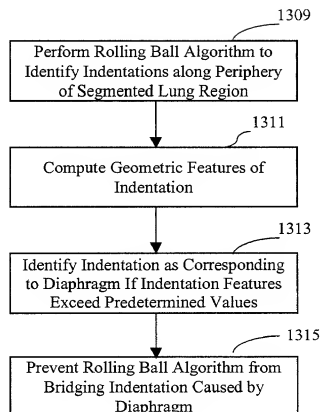 1309
Perform Rolling Ball Algorithm to
Identify Indentations along Periphery
of Segmented Lung Region
1311
Compute Geometric Features of
Indentation
1313
Identify Indentation as Corresponding
to Diaphragm If Indentation Features
Exceed Predetermined Values
1315
Prevent Rolling Ball Algorithm from
Bridging Indentation Caused by
Diaphragm